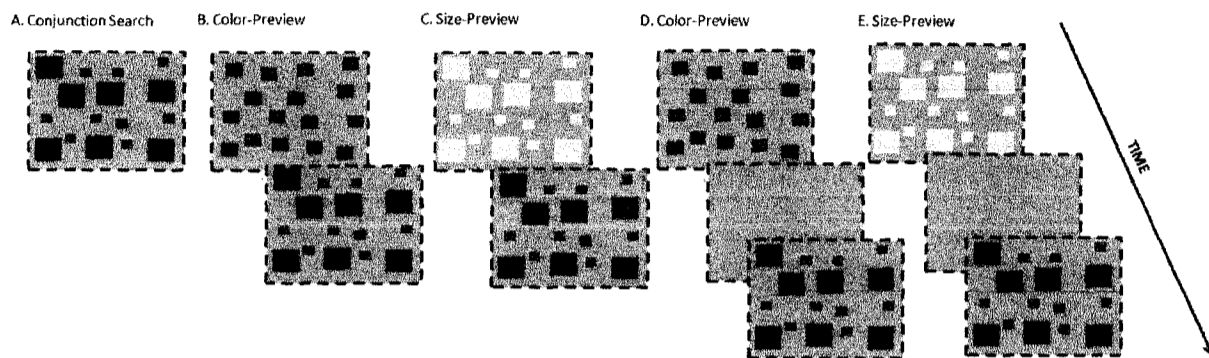 A. Conjunction Search
B. Color-Preview
C. Size-Preview
D. Color-Preview
E. Size-Preview
TIME